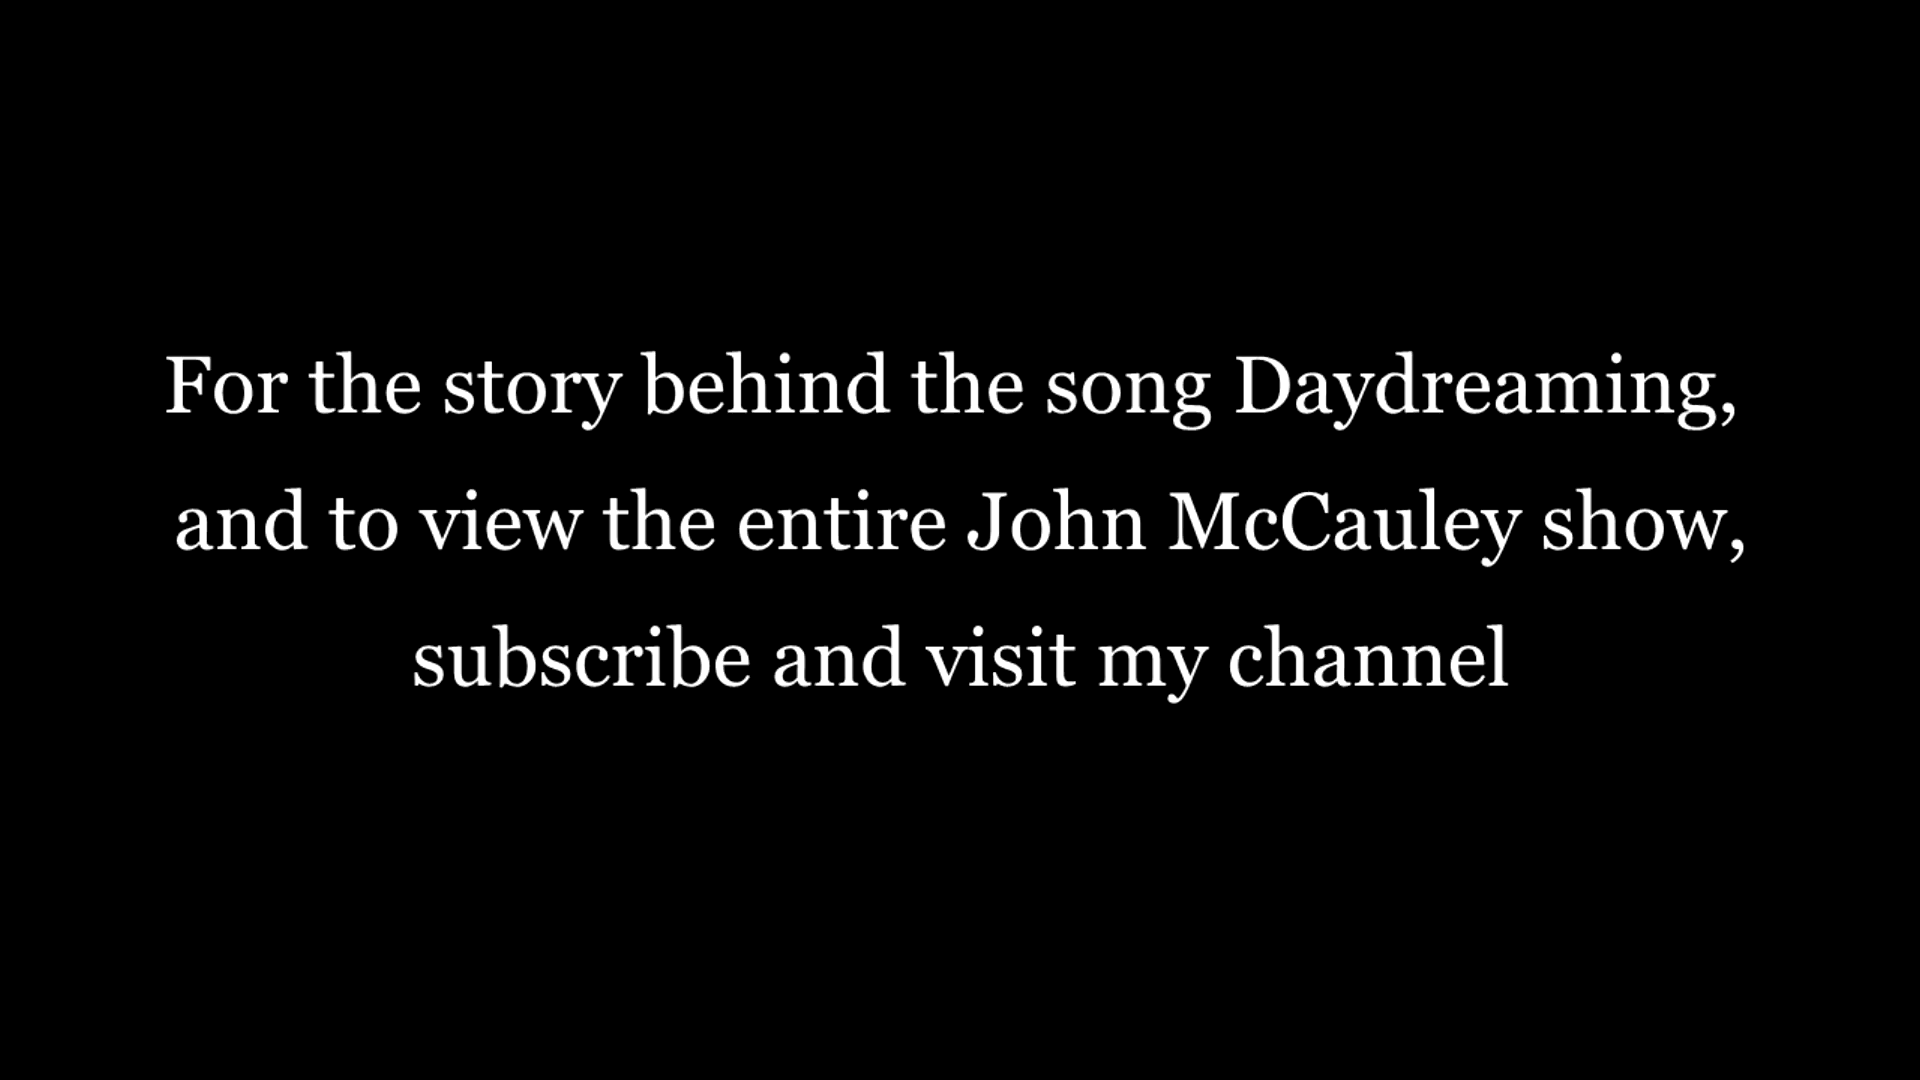 For the story behind the song Daydreaming,
and to view the entire John McCauley show,
subscribe and visit my channel